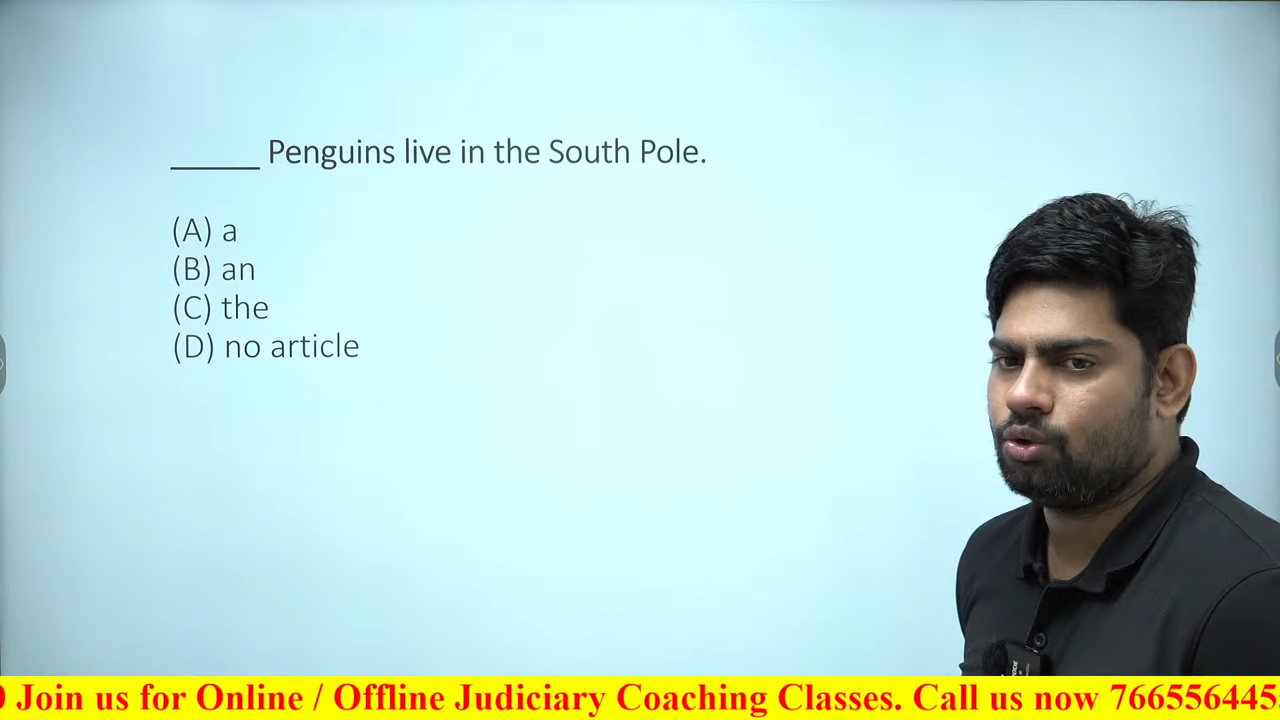 _____ Penguins live in the South Pole.
(A) a
(B) an
(C) the
(D) no article
Join us for Online / Offline Judiciary Coaching Classes. Call us now 766556445